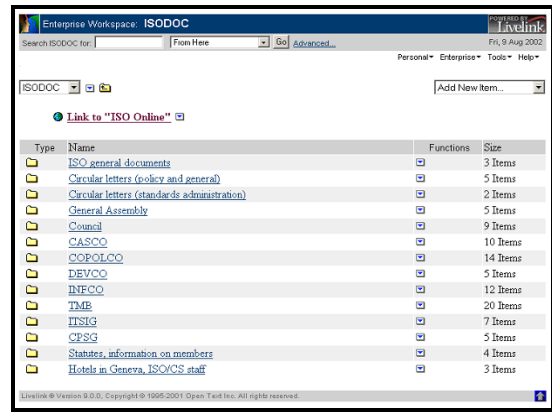 Enterprise Workspace: ISODOC POWERED BY Livelink
Search ISODOC for: From Here Go Advanced... Fri, 9 Aug 2002
Personal Enterprise Tools Help
ISODOC Add New Item...
Link to "ISO Online"
Type Name Functions Size
ISO general documents 3 Items
Circular letters (policy and general) 5 Items
Circular letters (standards administration) 2 Items
General Assembly 5 Items
Council 9 Items
CASCO 10 Items
COPOLCO 14 Items
DEVCO 5 Items
INFCO 12 Items
TMB 20 Items
ITSIG 7 Items
CPSG 5 Items
Statutes, information on members 4 Items
Hotels in Geneva, ISO/CS staff 3 Items
Livelink ® Version 9.0.0, Copyright © 1995-2001 Open Text Inc. All rights reserved.